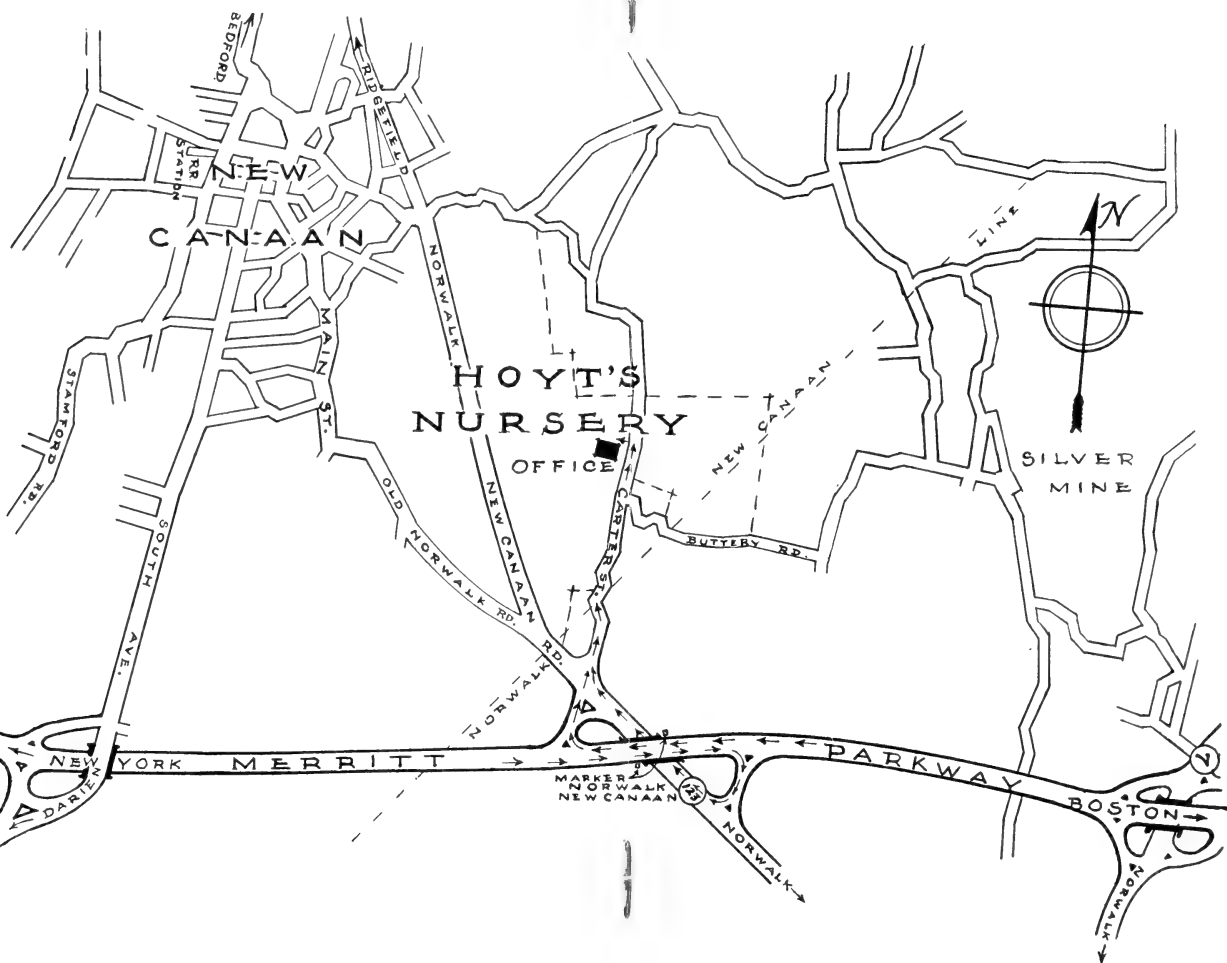 BEDFORD.
RIDGEFIELD
RR
STATION
NEW
CANAAN
N
LINE
NORWALK
MAIN ST.
HOYT'S
NURSERY
OFFICE
NEW CANAAN
STAMFORD RD.
SILVER
MINE
OLD NORWALK RD.
NEW CANAAN RD.
CARTER ST.
BUTTEBY RD.
SOUTH AVE.
NORWALK
NEW YORK
MERRITT PARKWAY
DARIEN
MARKER
NORWALK
NEW CANAAN
123
7
BOSTON
NORWALK
NORWALK